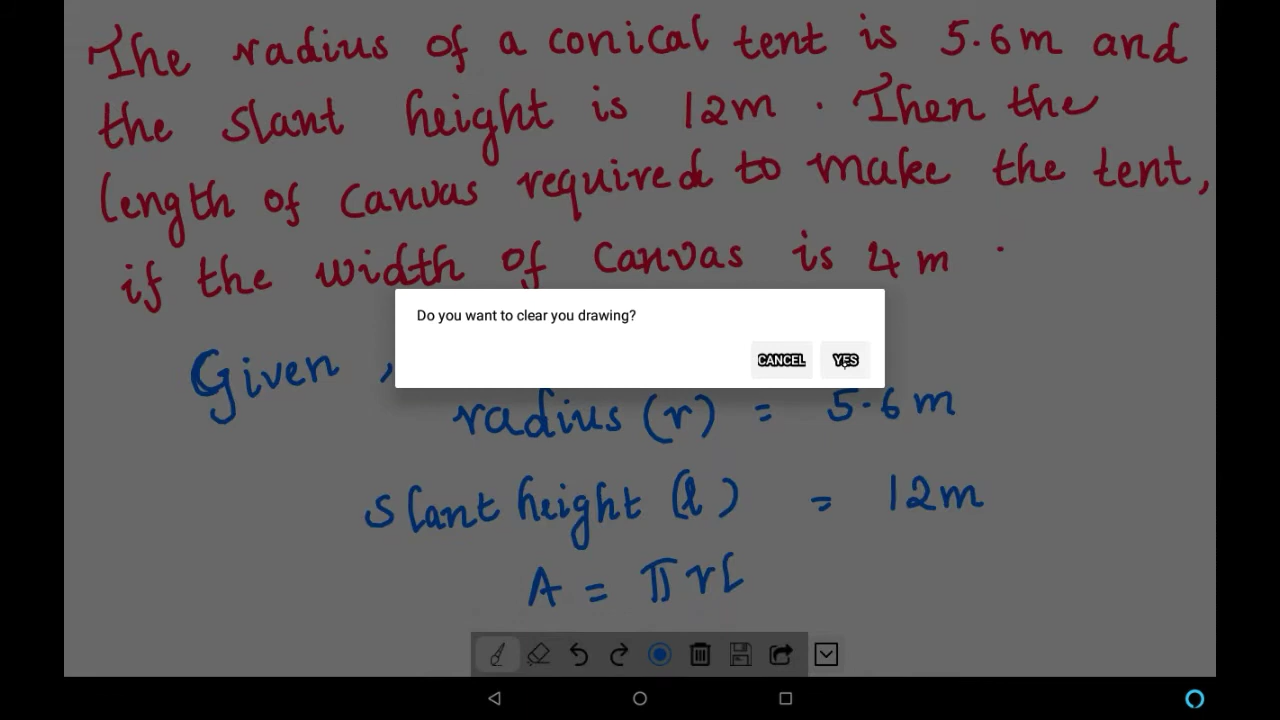 The radius of a conical tent is 5.6m and
the slant height is 12m. Then the
length of canvas required to make the tent,
if the width of canvas is 4m.
Do you want to clear you drawing?
CANCEL YES
Given,
radius (r) = 5.6m
slant height (l) = 12m
A = πrl